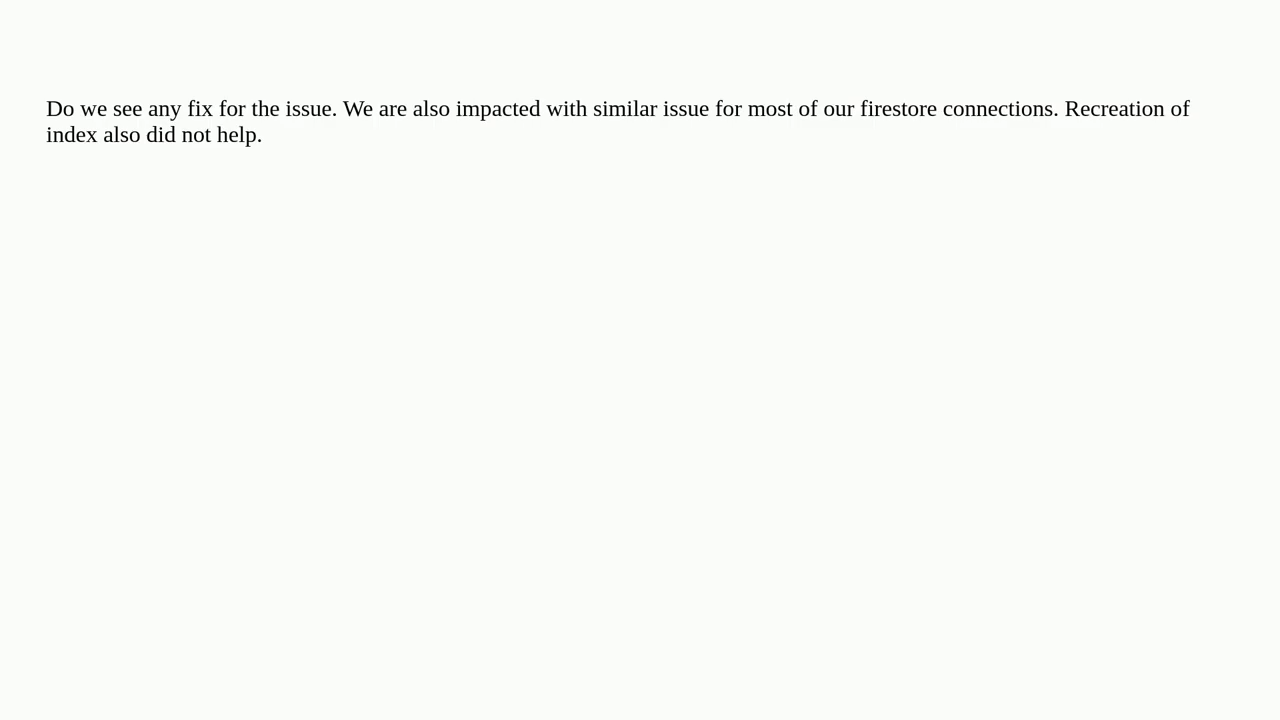 Do we see any fix for the issue. We are also impacted with similar issue for most of our firestore connections. Recreation of
index also did not help.